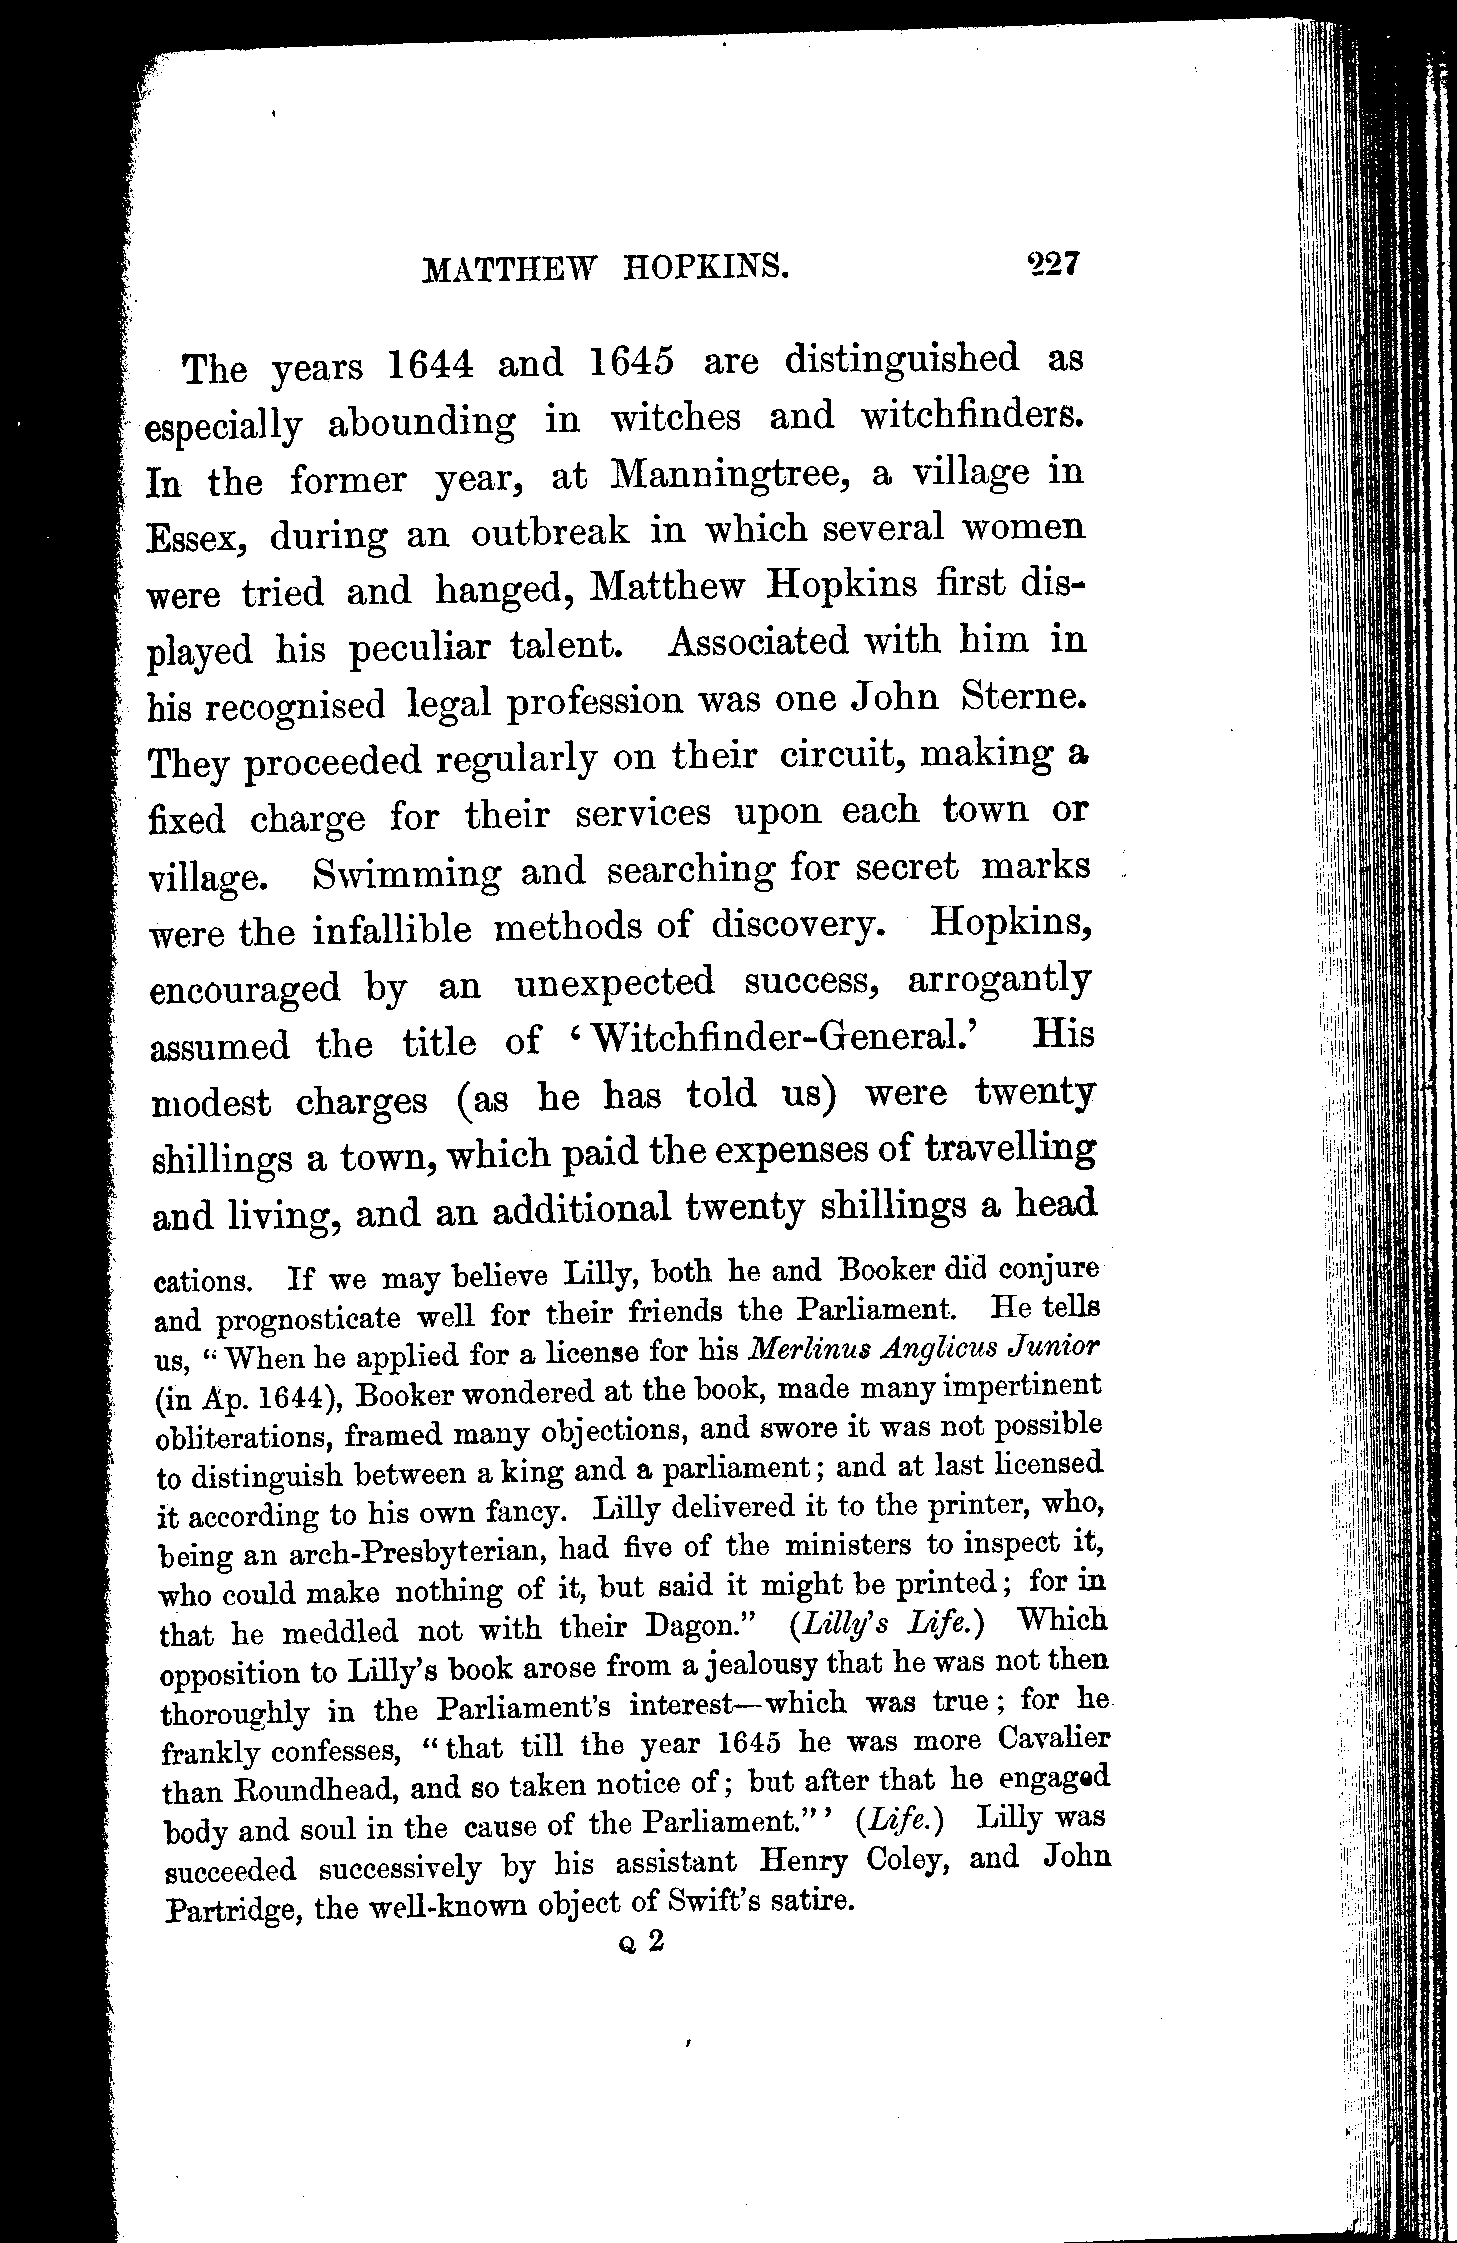 MATTHEW HOPKINS. 227
The years 1644 and 1645 are distinguished as
especially abounding in witches and witchfinders.
In the former year, at Manningtree, a village in
Essex, during an outbreak in which several women
were tried and hanged, Matthew Hopkins first dis-
played his peculiar talent. Associated with him in
his recognised legal profession was one John Sterne.
They proceeded regularly on their circuit, making a
fixed charge for their services upon each town or
village. Swimming and searching for secret marks
were the infallible methods of discovery. Hopkins,
encouraged by an unexpected success, arrogantly
assumed the title of ‘Witchfinder-General.’ His
modest charges (as he has told us) were twenty
shillings a town, which paid the expenses of travelling
and living, and an additional twenty shillings a head
cations. If we may believe Lilly, both he and Booker did conjure
and prognosticate well for their friends the Parliament. He tells
us, “When he applied for a license for his Merlinus Anglicus Junior
(in Ap. 1644), Booker wondered at the book, made many impertinent
obliterations, framed many objections, and swore it was not possible
to distinguish between a king and a parliament; and at last licensed
it according to his own fancy. Lilly delivered it to the printer, who,
being an arch-Presbyterian, had five of the ministers to inspect it,
who could make nothing of it, but said it might be printed; for in
that he meddled not with their Dagon.” (Lilly's Life.) Which
opposition to Lilly's book arose from a jealousy that he was not then
thoroughly in the Parliament's interest—which was true; for he
frankly confesses, “that till the year 1645 he was more Cavalier
than Roundhead, and so taken notice of; but after that he engaged
body and soul in the cause of the Parliament.”’ (Life.) Lilly was
succeeded successively by his assistant Henry Coley, and John
Partridge, the well-known object of Swift's satire.
Q 2